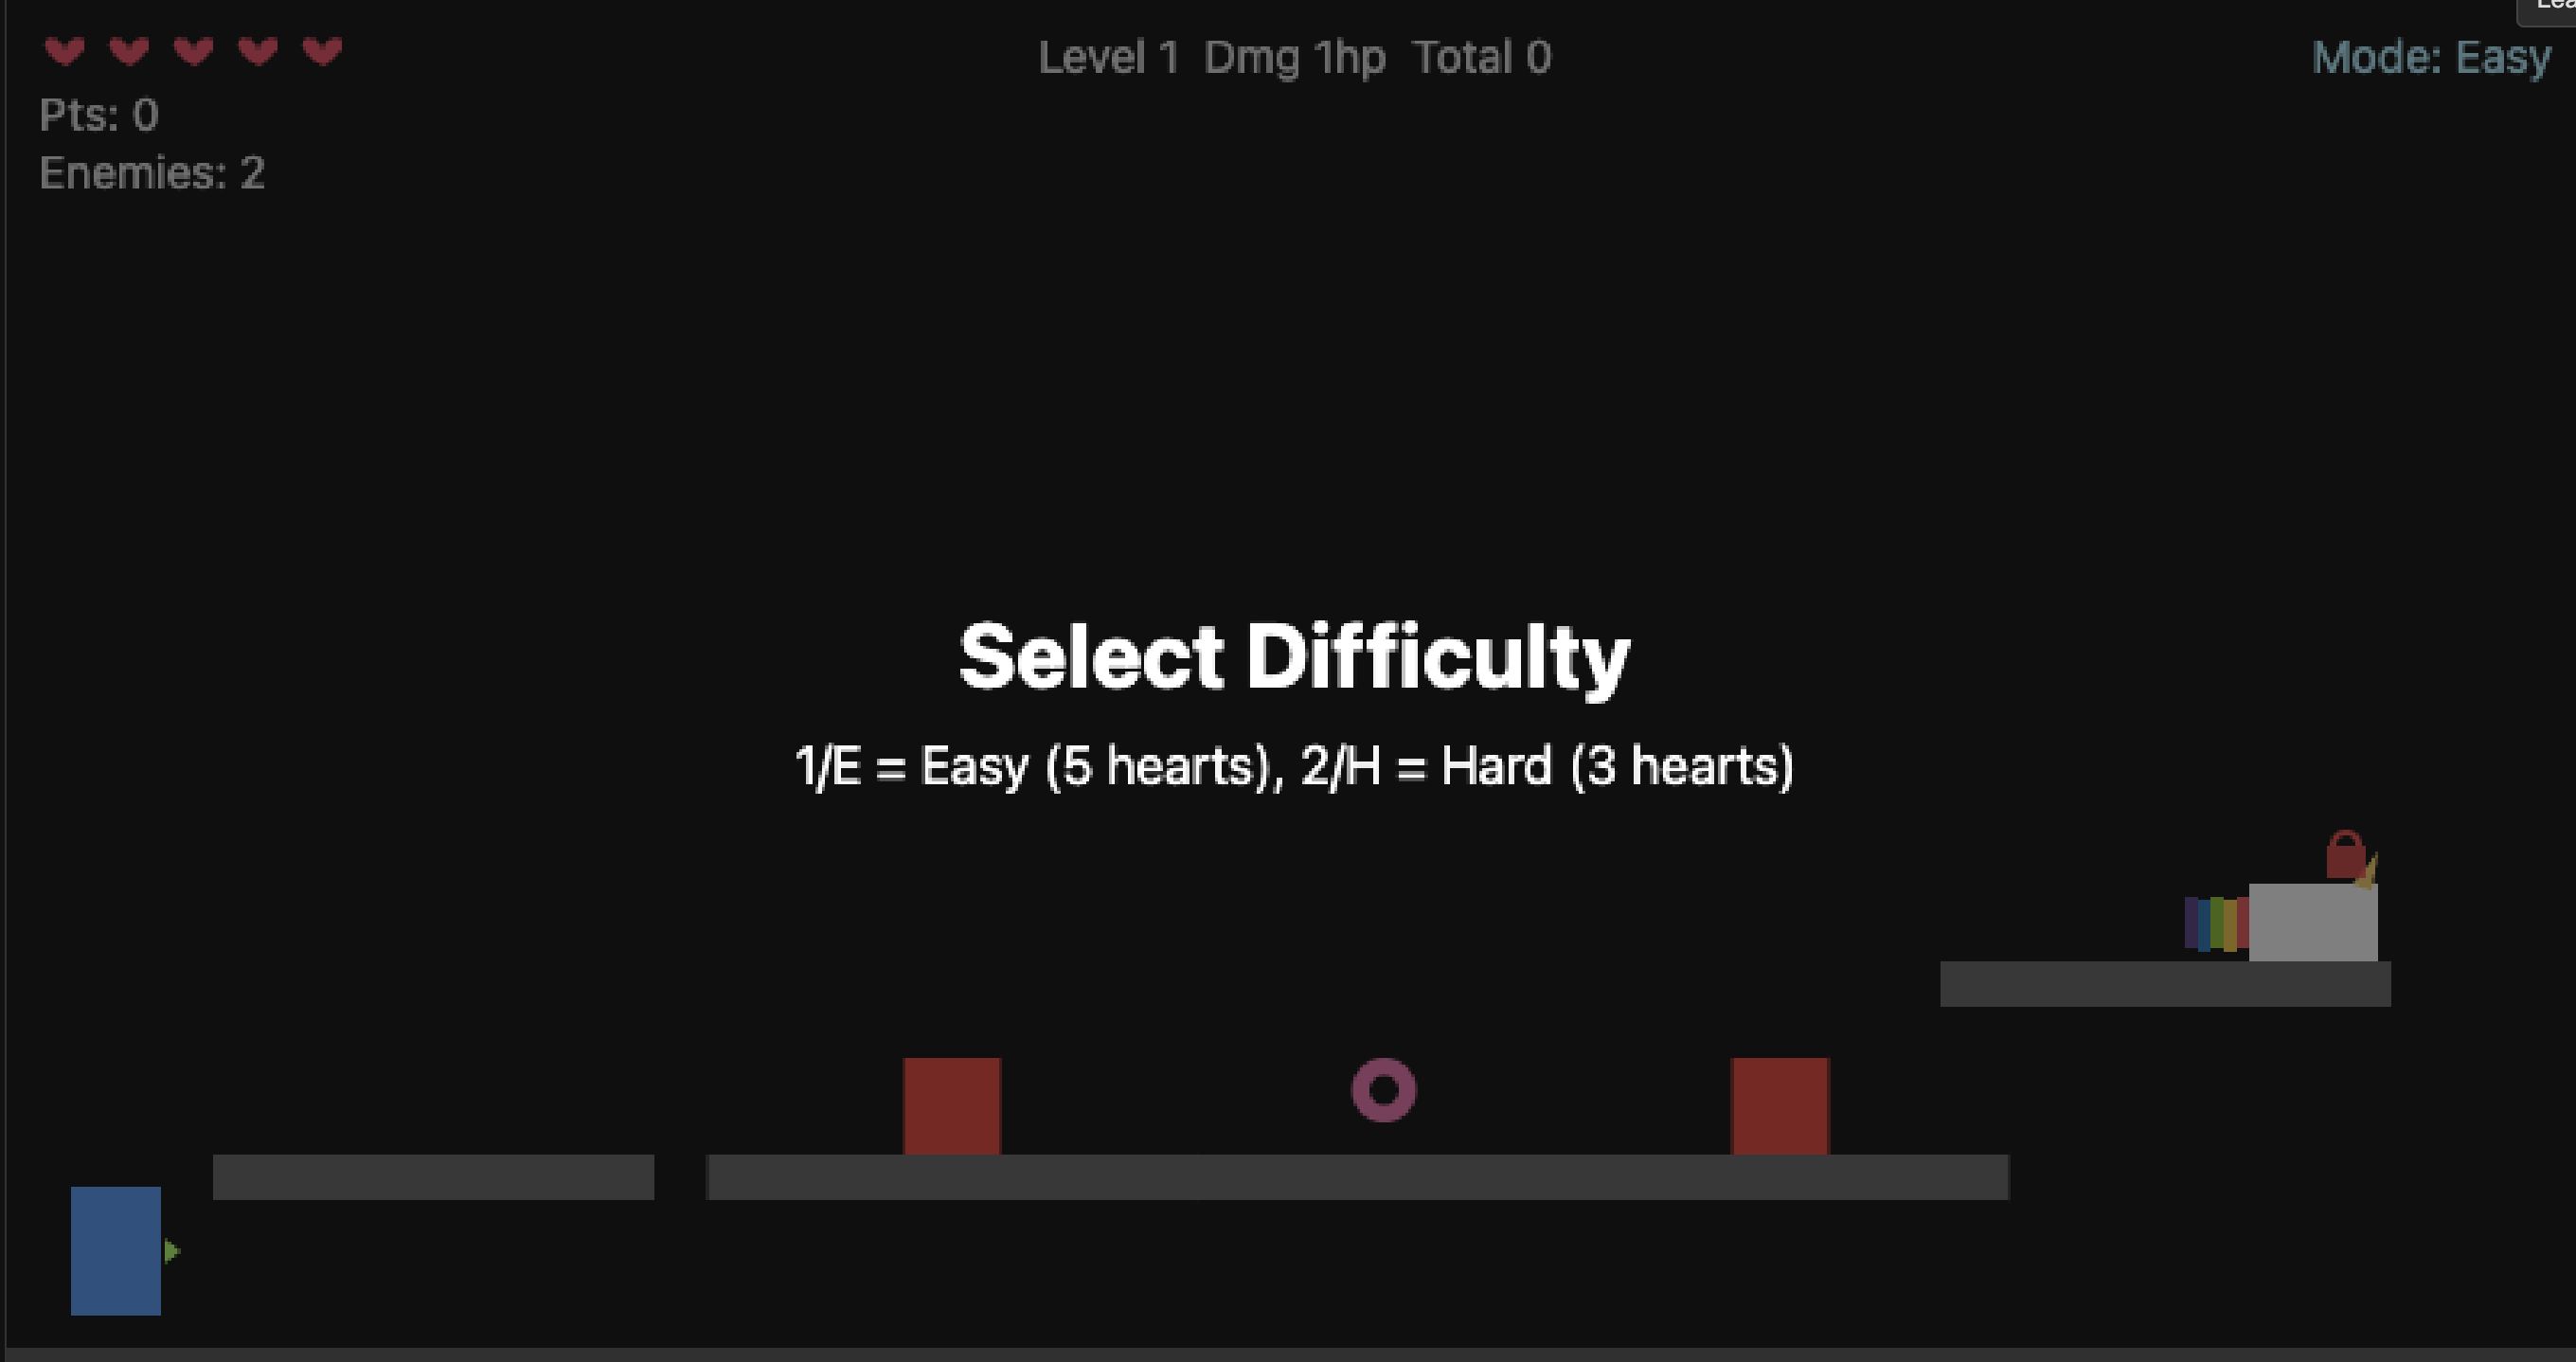 Level 1 Dmg 1hp Total 0
Mode: Easy
Pts: 0
Enemies: 2
Select Difficulty
1/E = Easy (5 hearts), 2/H = Hard (3 hearts)